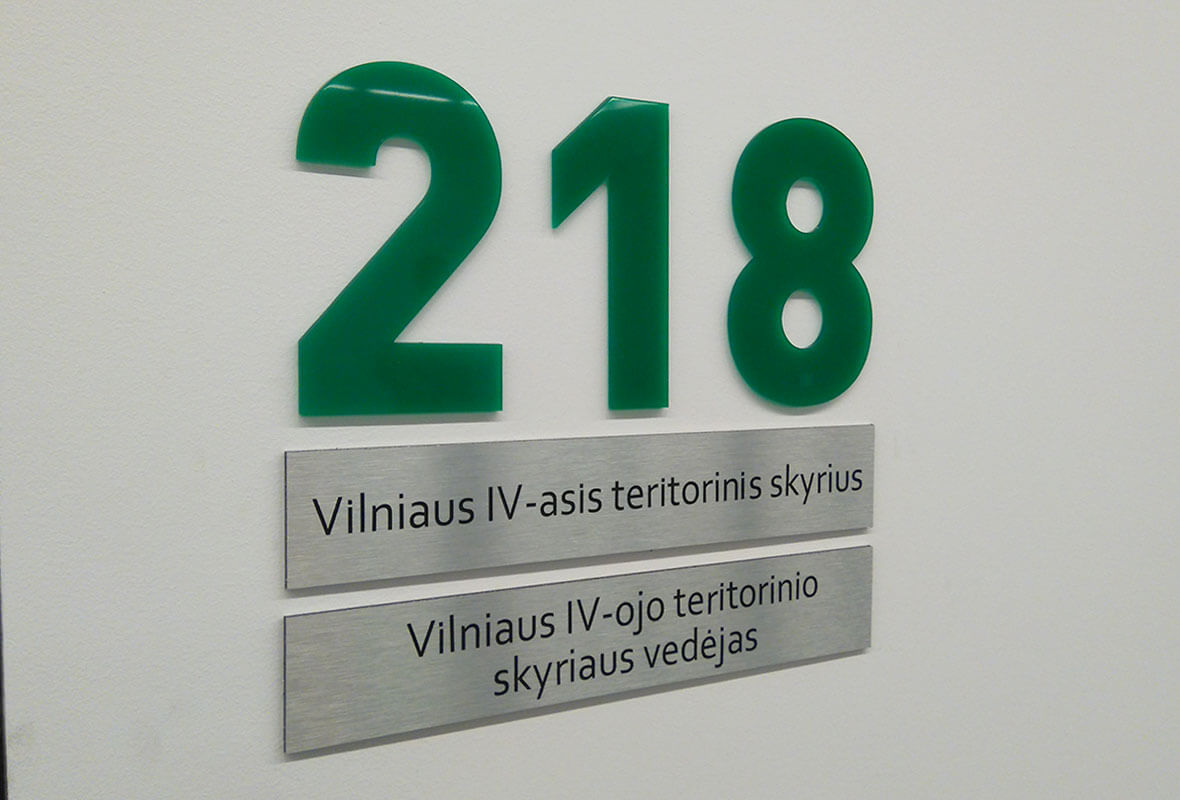 218
Vilniaus IV-asis teritorinis skyrius
Vilniaus IV-ojo teritorinio
skyriaus vedėjas